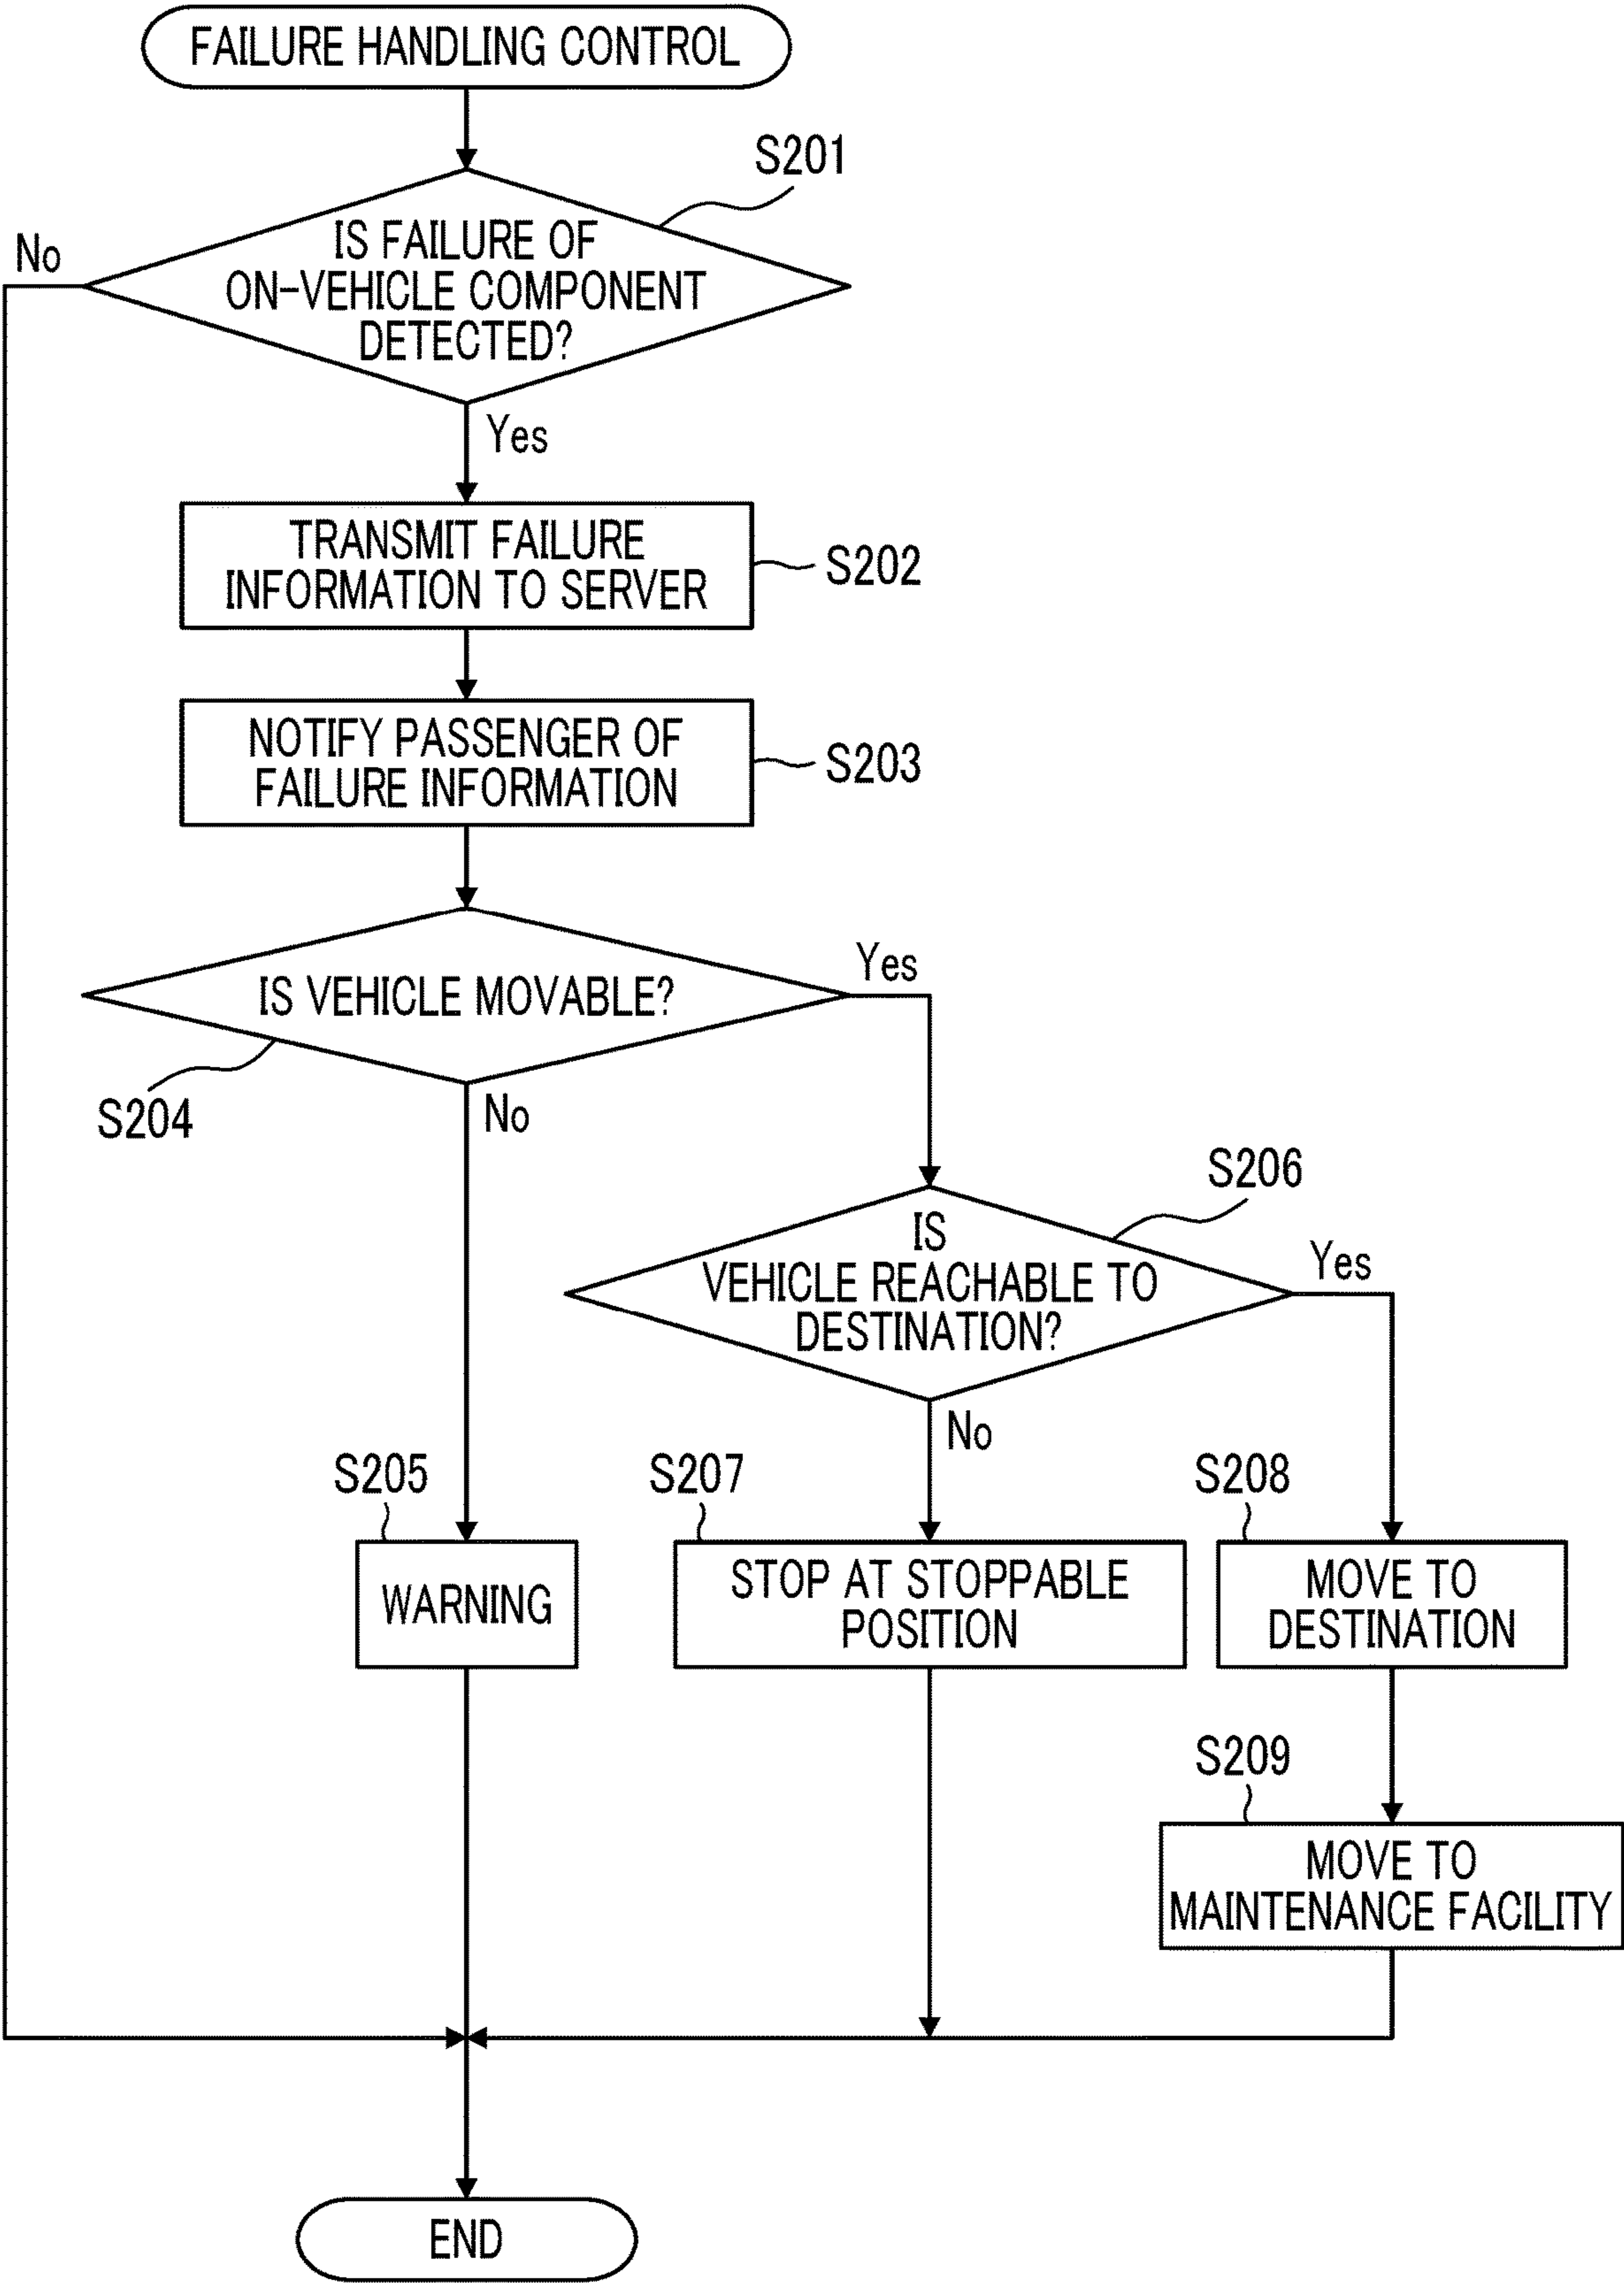 FAILURE HANDLING CONTROL
S201
No
IS FAILURE OF
ON-VEHICLE COMPONENT
DETECTED?
Yes
TRANSMIT FAILURE
INFORMATION TO SERVER
S202
NOTIFY PASSENGER OF
FAILURE INFORMATION
S203
Yes
IS VEHICLE MOVABLE?
S204
No
S206
IS
VEHICLE REACHABLE TO
DESTINATION?
Yes
No
S205
S207
S208
WARNING
STOP AT STOPPABLE
POSITION
MOVE TO
DESTINATION
S209
MOVE TO
MAINTENANCE FACILITY
END